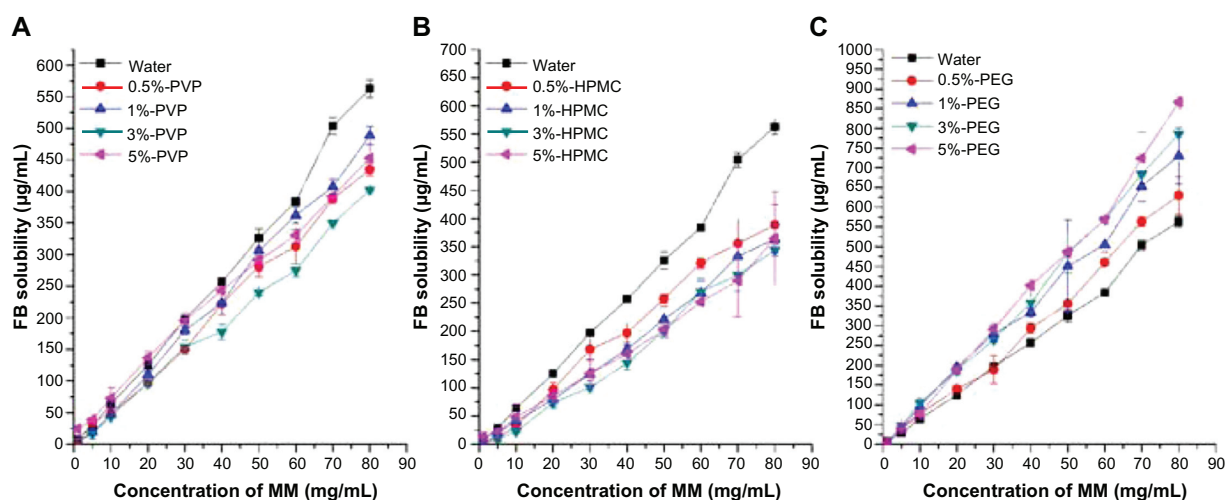 A
FB solubility (µg/mL)
600
550
500
450
400
350
300
250
200
150
100
50
0
Water
0.5%-PVP
1%-PVP
3%-PVP
5%-PVP
0 10 20 30 40 50 60 70 80 90
Concentration of MM (mg/mL)
B
FB solubility (µg/mL)
700
650
600
550
500
450
400
350
300
250
200
150
100
50
0
Water
0.5%-HPMC
1%-HPMC
3%-HPMC
5%-HPMC
0 10 20 30 40 50 60 70 80 90
Concentration of MM (mg/mL)
C
FB solubility (µg/mL)
1000
950
900
850
800
750
700
650
600
550
500
450
400
350
300
250
200
150
100
50
0
Water
0.5%-PEG
1%-PEG
3%-PEG
5%-PEG
0 10 20 30 40 50 60 70 80 90
Concentration of MM (mg/mL)